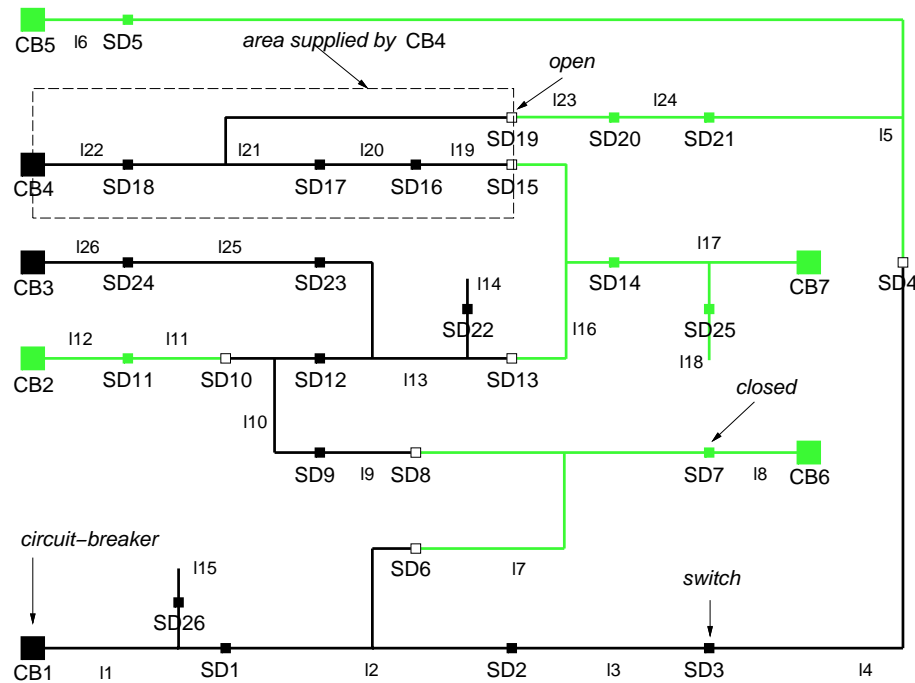 CB5 l6 SD5
area supplied by CB4
open
l23 l24
SD19 SD20 SD21 l5
l22 l21 l20 l19
CB4 SD18 SD17 SD16 SD15
l26 l25 l17
CB3 SD24 SD23 l14 SD14 CB7 SD4
SD22 SD25
l12 l11 l16
CB2 SD11 SD10 SD12 l13 SD13 l18
closed
l10
SD9 l9 SD8 SD7 l8 CB6
circuit–breaker
l15 SD6 l7 switch
SD26
CB1 l1 SD1 l2 SD2 l3 SD3 l4